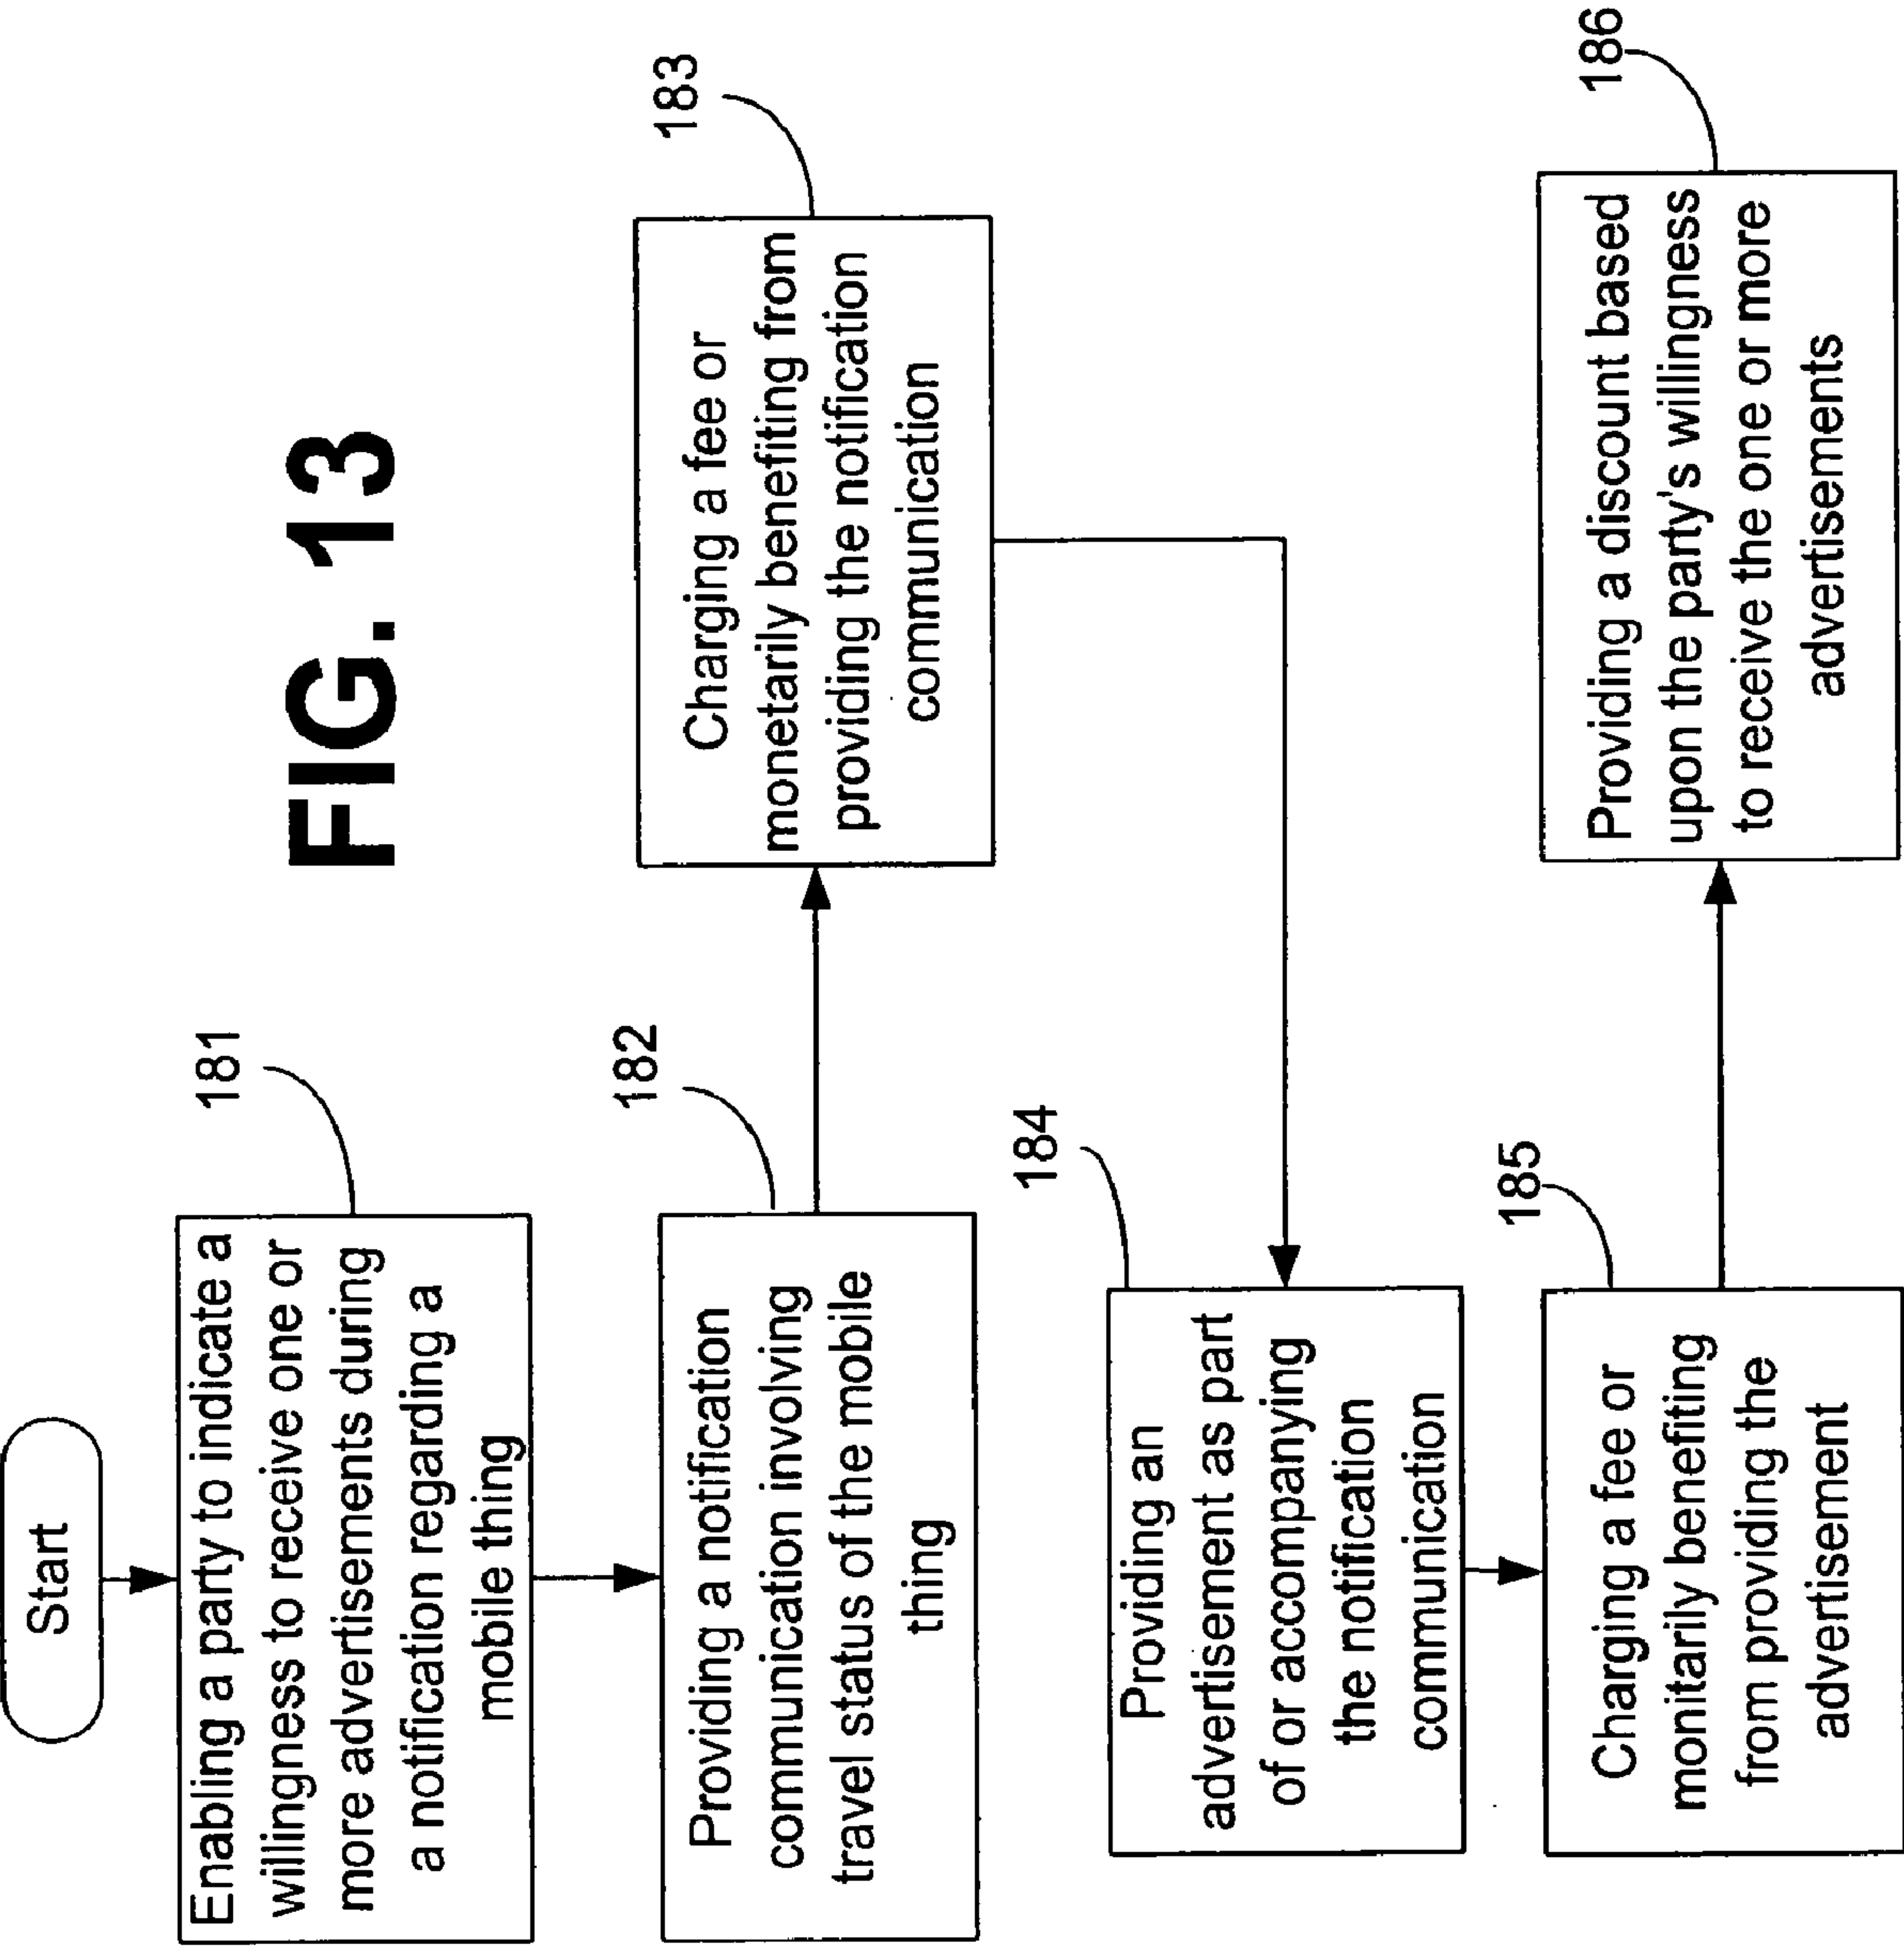 FIG. 13
Start
181
Enabling a party to indicate a
willingness to receive one or
more advertisements during
a notification regarding a
mobile thing
182
Providing a notification
communication involving
travel status of the mobile
thing
183
Charging a fee or
monetarily benefiting from
providing the notification
communication
184
Providing an
advertisement as part
of or accompanying
the notification
communication
185
Charging a fee or
monitarily benefiting
from providing the
advertisement
186
Providing a discount based
upon the party's willingness
to receive the one or more
advertisements